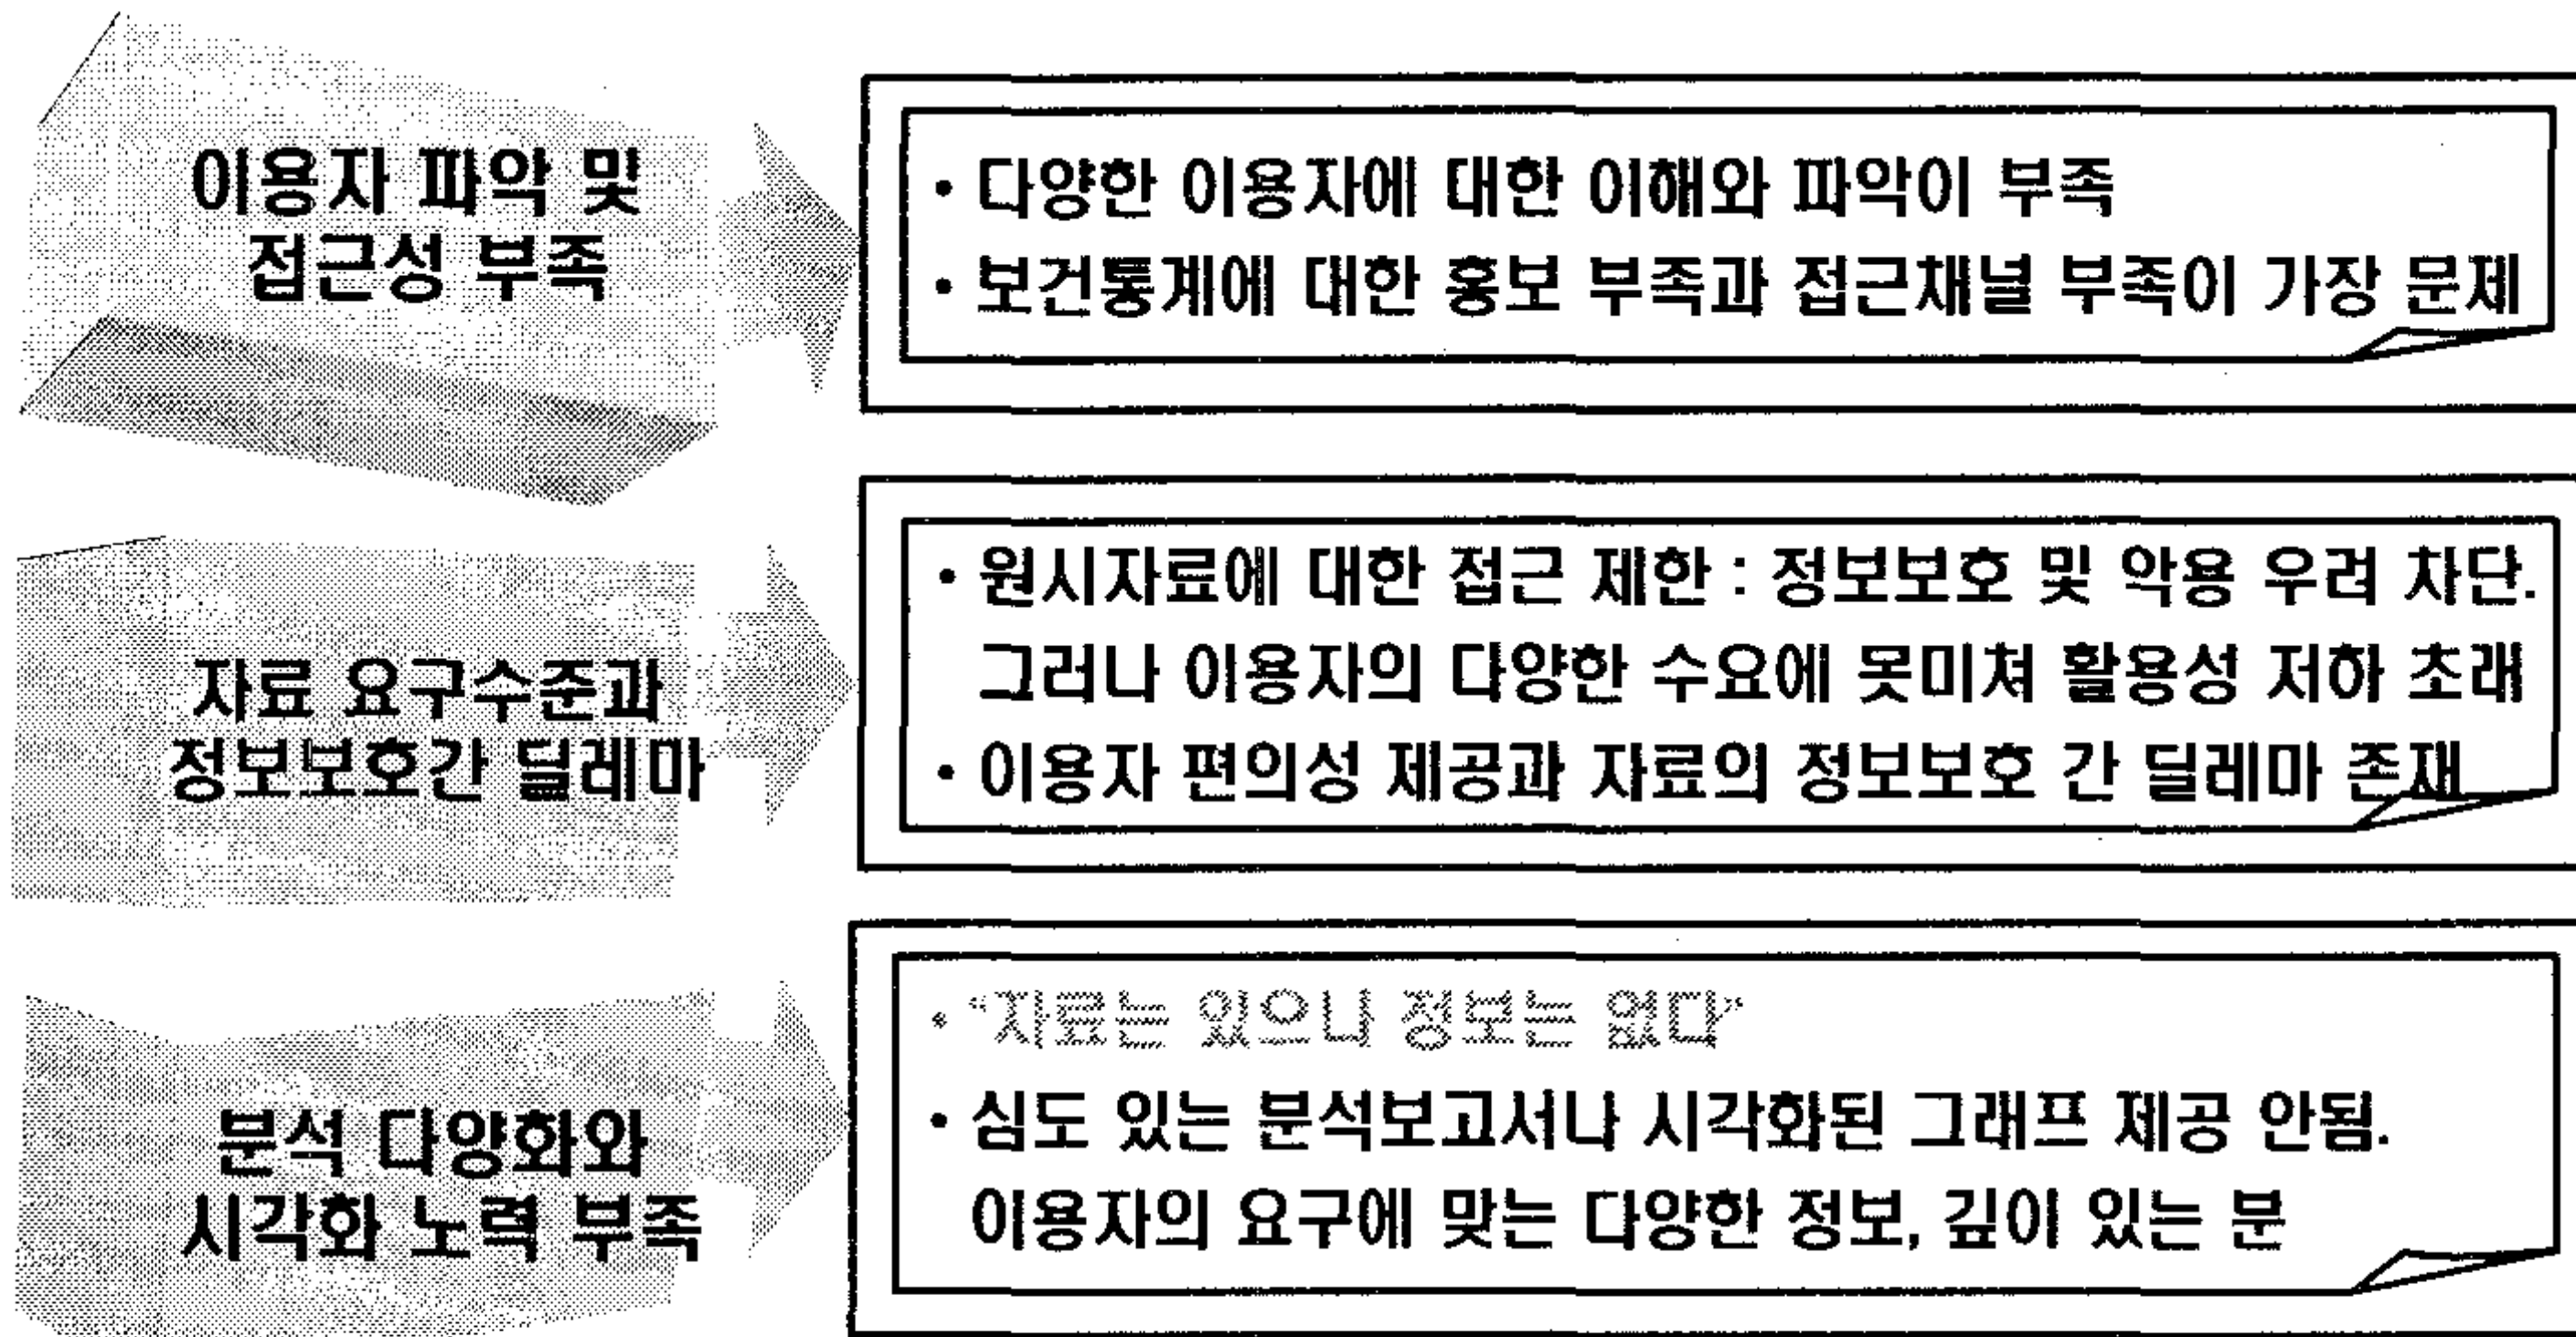 이용자 파악 및
접근성 부족
• 다양한 이용자에 대한 이해와 파악이 부족
• 보건통계에 대한 홍보 부족과 접근채널 부족이 가장 문제
자료 요구수준과
정보보호간 딜레마
• 원시자료에 대한 접근 제한 : 정보보호 및 악용 우려 차단.
그러나 이용자의 다양한 수요에 못미쳐 활용성 저하 초래
• 이용자 편의성 제공과 자료의 정보보호 간 딜레마 존재
분석 다양화와
시각화 노력 부족
• “자료는 있으나 정보는 없다”
• 심도 있는 분석보고서나 시각화된 그래프 제공 안됨.
이용자의 요구에 맞는 다양한 정보, 깊이 있는 분